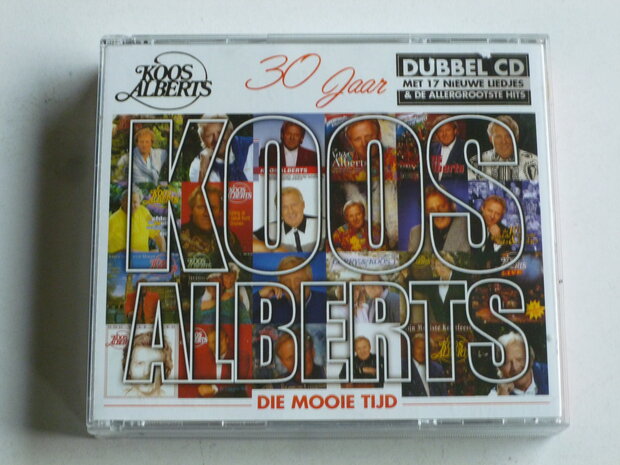 KOOS
ALBERTS
30 Jaar
DUBBEL CD
MET 17 NIEUWE LIEDJES
& DE ALLERGROOTSTE HITS
KOOS
ALBERTS
DIE MOOIE TIJD